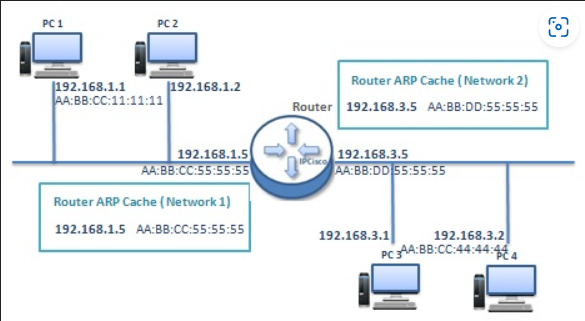 PC 1
PC 2
192.168.1.1
192.168.1.2
AA:BB:CC:11:11:11
Router ARP Cache ( Network 2)
192.168.3.5 AA:BB:DD:55:55:55
Router
192.168.1.5
IPCisco
192.168.3.5
AA:BB:CC:55:55:55
AA:BB:DD:55:55:55
Router ARP Cache ( Network 1)
192.168.1.5 AA:BB:CC:55:55:55
192.168.3.1
192.168.3.2
AA:BB:CC:44:44:44
PC 3
PC 4